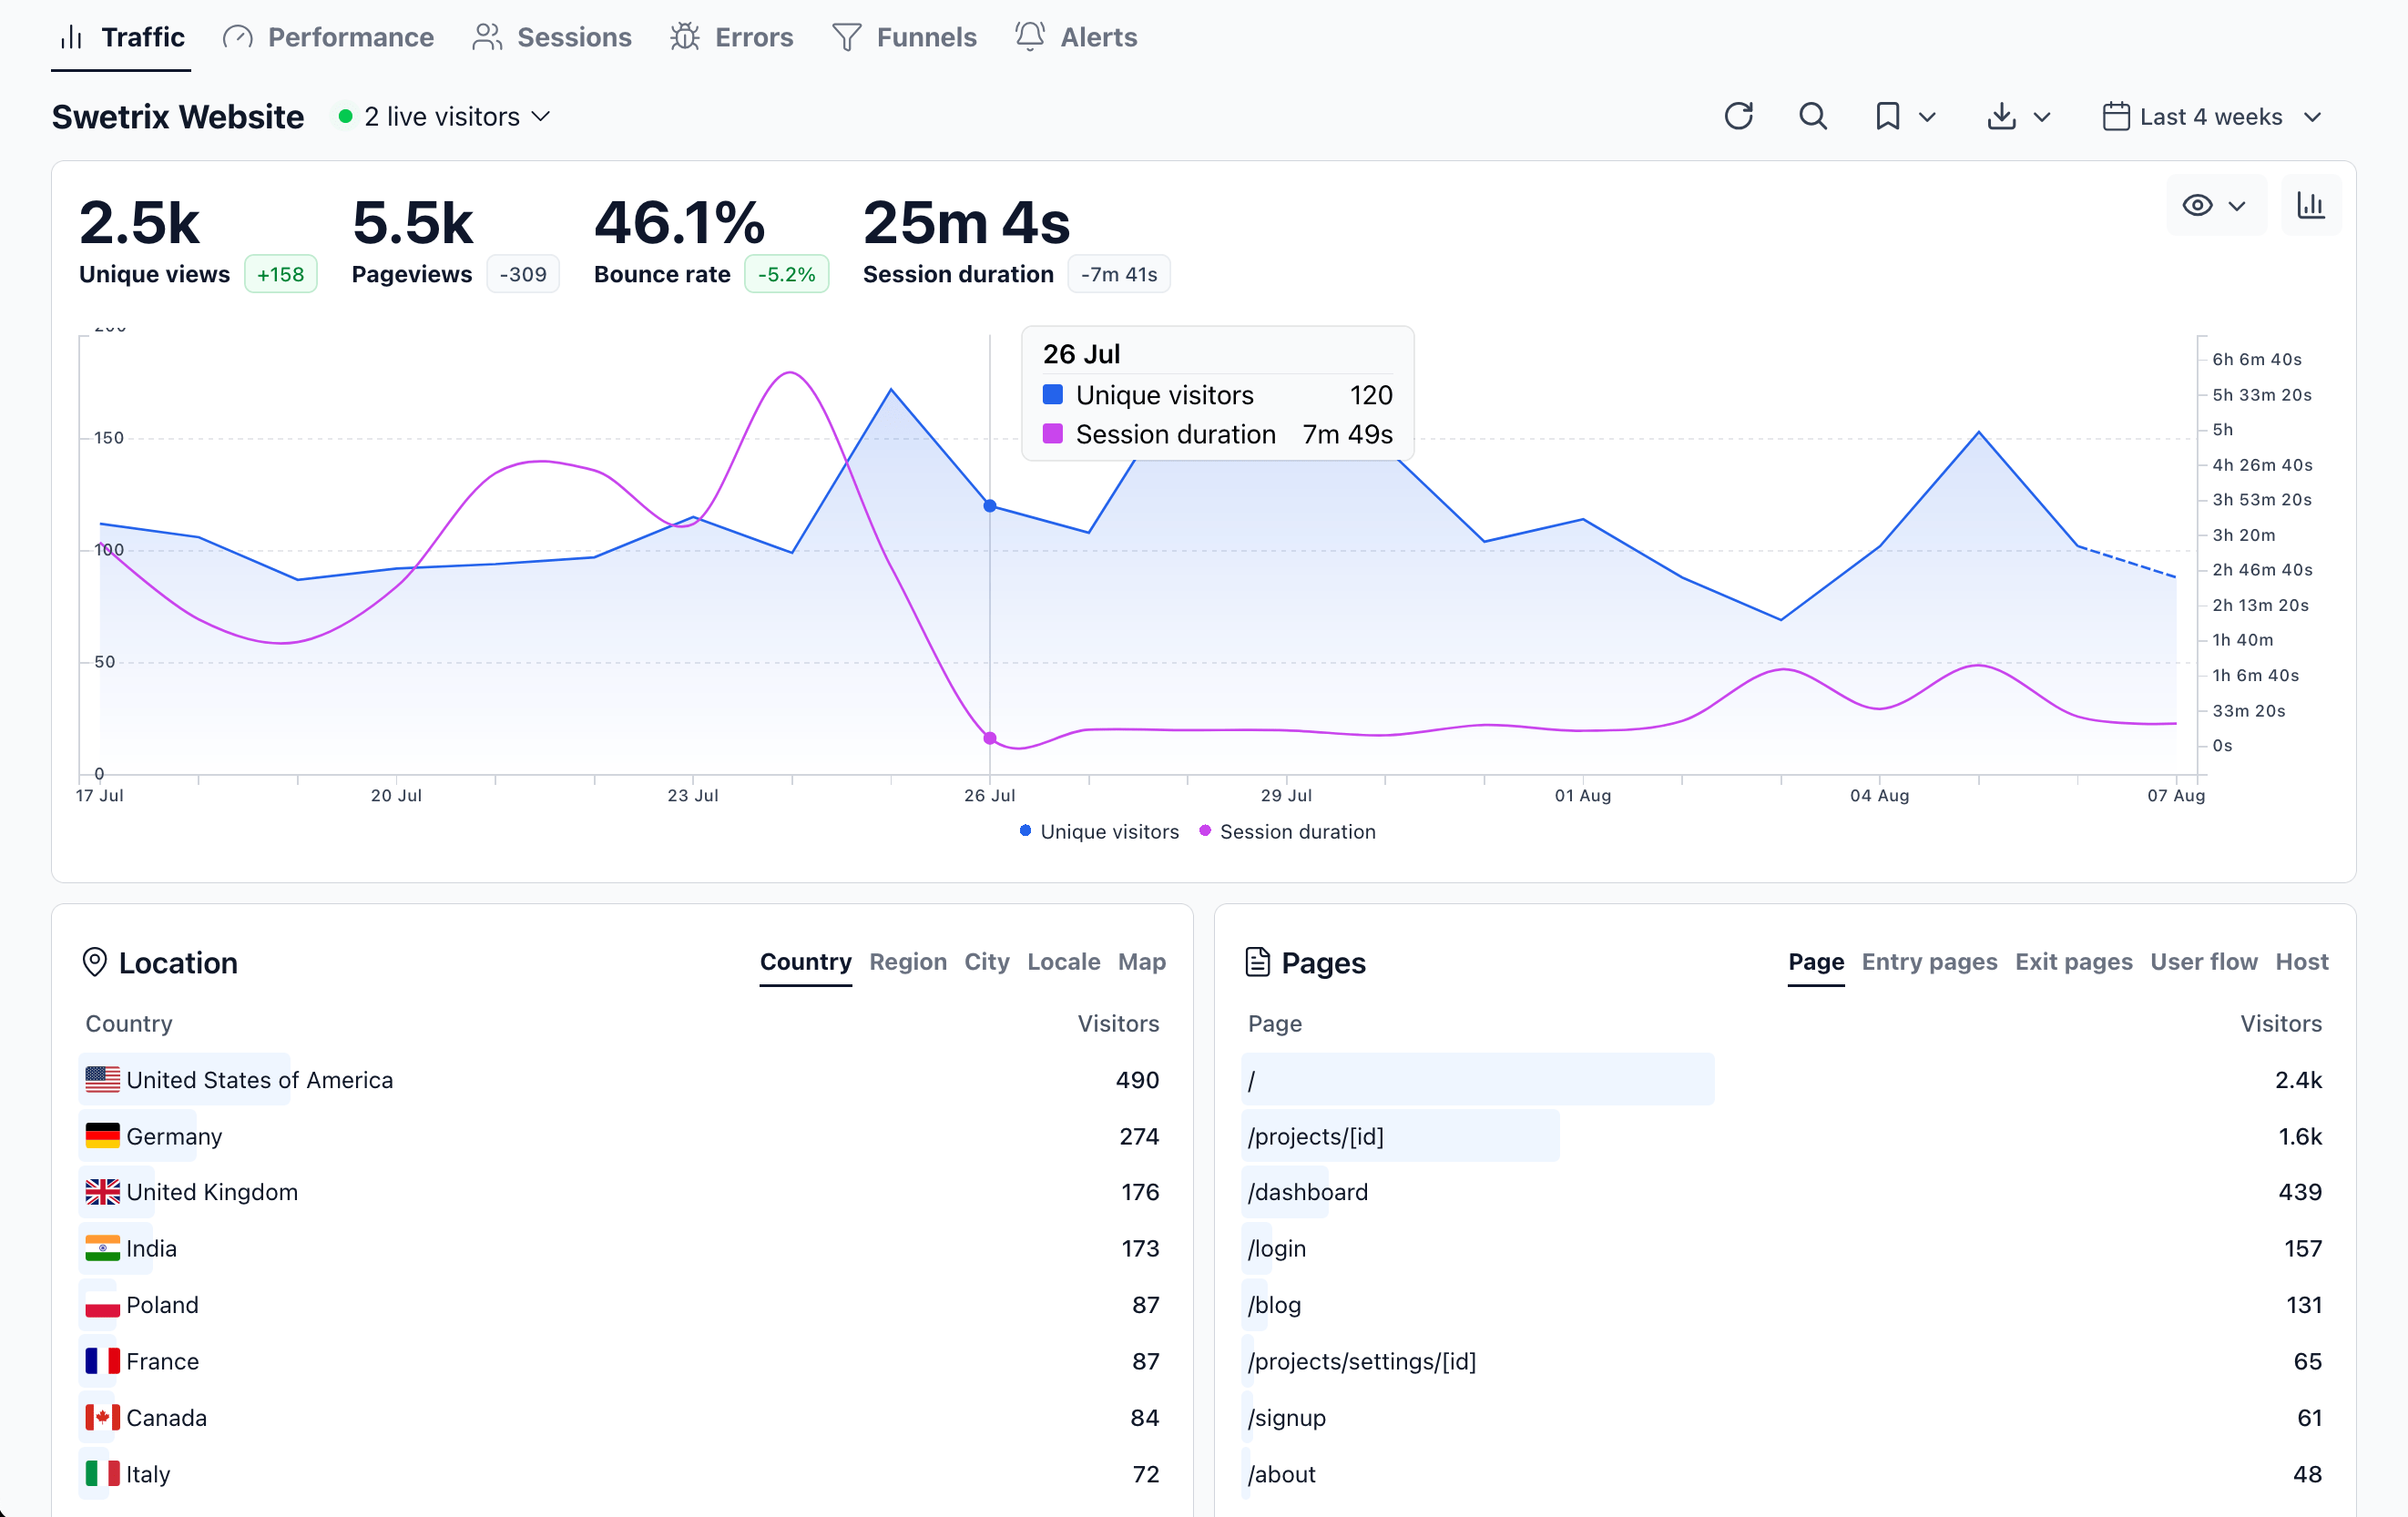 Traffic Performance Sessions Errors Funnels Alerts
Swetrix Website 2 live visitors Last 4 weeks
2.5k 5.5k 46.1% 25m 4s
Unique views +158 Pageviews -309 Bounce rate -5.2% Session duration -7m 41s
200
150
100
50
0
26 Jul
Unique visitors 120
Session duration 7m 49s
6h 6m 40s
5h 33m 20s
5h
4h 26m 40s
3h 53m 20s
3h 20m
2h 46m 40s
2h 13m 20s
1h 40m
1h 6m 40s
33m 20s
0s
17 Jul 20 Jul 23 Jul 26 Jul 29 Jul 01 Aug 04 Aug 07 Aug
Unique visitors Session duration
Location Country Region City Locale Map
Country Visitors
United States of America 490
Germany 274
United Kingdom 176
India 173
Poland 87
France 87
Canada 84
Italy 72
Pages Page Entry pages Exit pages User flow Host
Page Visitors
/ 2.4k
/projects/[id] 1.6k
/dashboard 439
/login 157
/blog 131
/projects/settings/[id] 65
/signup 61
/about 48